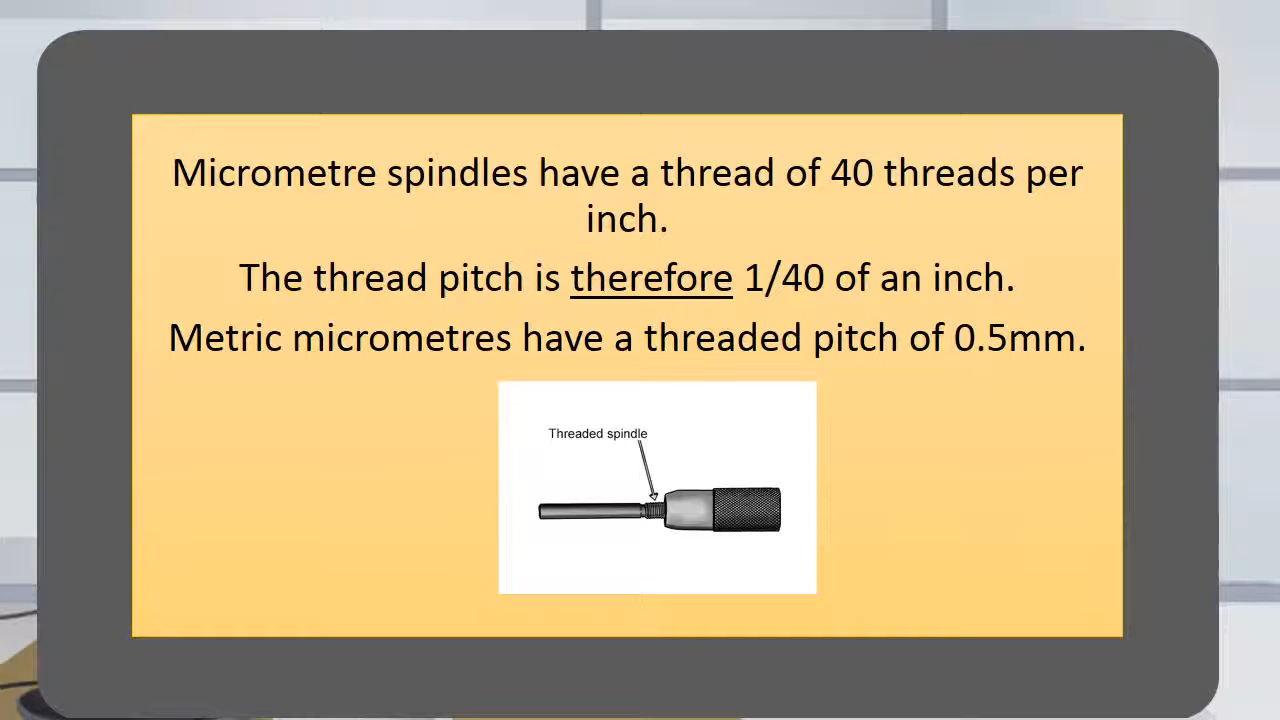 Micrometre spindles have a thread of 40 threads per
inch.
The thread pitch is therefore 1/40 of an inch.
Metric micrometres have a threaded pitch of 0.5mm.
Threaded spindle